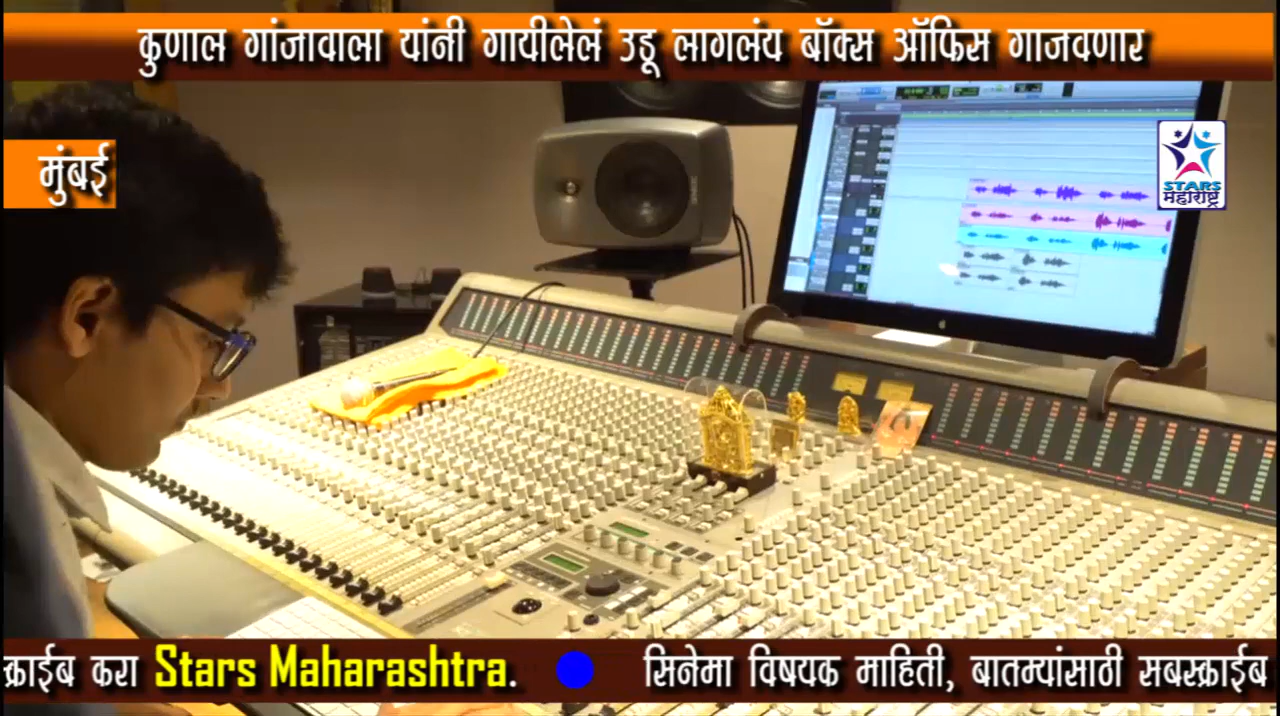 कुणाल गांजावाला यांनी गायीलेलं उडू लागलंय बॉक्स ऑफिस गाजवणार
मुंबई
STARS
महाराष्ट्र
स्क्राईब करा Stars Maharashtra. सिनेमा विषयक माहिती, बातम्यांसाठी सबस्क्राईब